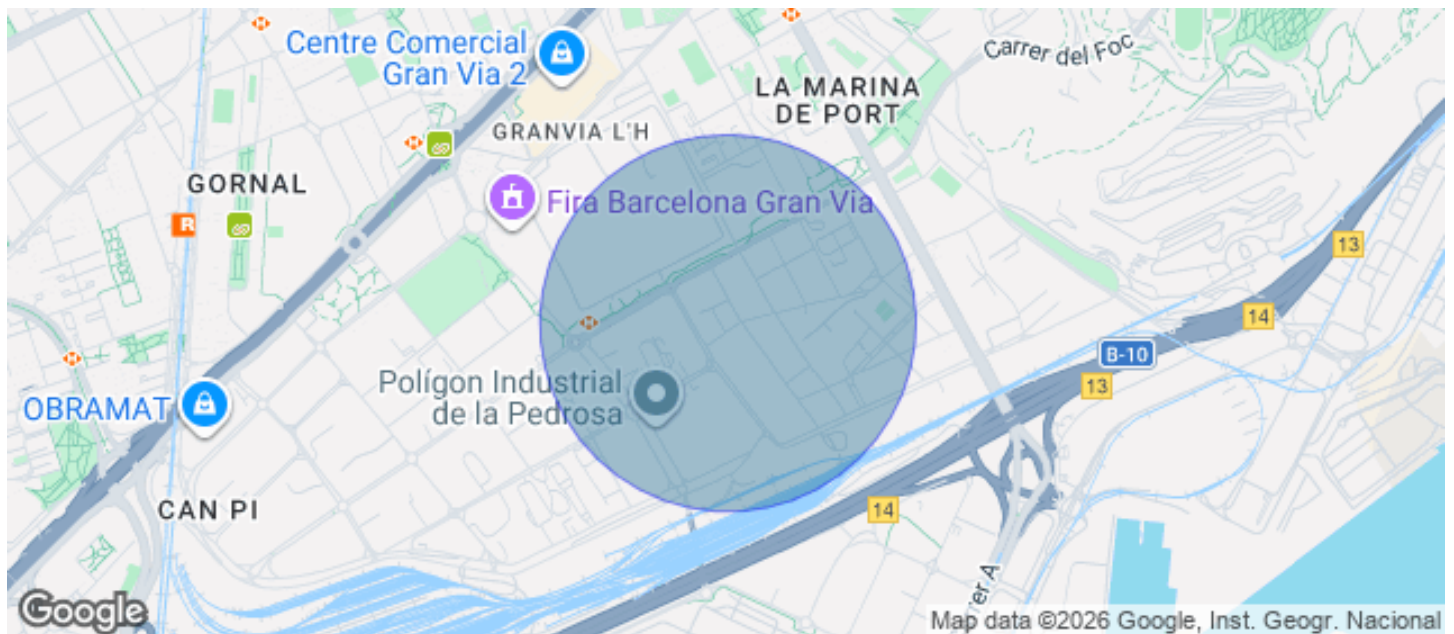 Centre Comercial
Gran Via 2
Carrer del Foc
LA MARINA
DE PORT
GRANVIA L'H
GORNAL
R
Fira Barcelona Gran Via
13
14
B-10
13
Polígon Industrial
de la Pedrosa
OBRAMAT
CAN PI
14
rer A
Google
Map data ©2026 Google, Inst. Geogr. Nacional